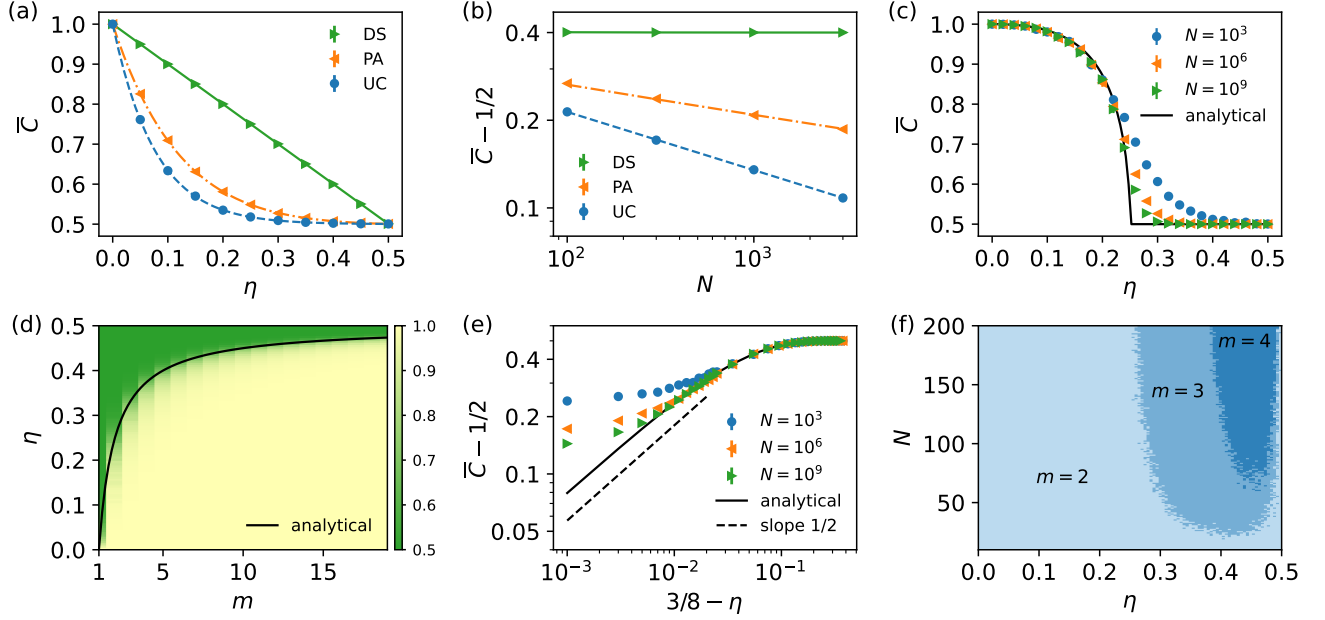 (a)
1.0
0.9
0.8
0.7
0.6
0.5
C̅
0.0 0.1 0.2 0.3 0.4 0.5
η
DS
PA
UC
(b)
0.4
0.2
0.1
C̅ − 1/2
10² 10³
N
DS
PA
UC
(c)
1.0
0.9
0.8
0.7
0.6
0.5
C̅
0.0 0.1 0.2 0.3 0.4 0.5
η
N = 10³
N = 10⁶
N = 10⁹
analytical
(d)
0.5
0.4
0.3
0.2
0.1
0.0
η
1 5 10 15
m
analytical
1.0
0.9
0.8
0.7
0.6
0.5
(e)
0.4
0.2
0.1
0.05
C̅ − 1/2
10⁻³ 10⁻² 10⁻¹
3/8 − η
N = 10³
N = 10⁶
N = 10⁹
analytical
slope 1/2
(f)
200
150
100
50
N
0.0 0.1 0.2 0.3 0.4 0.5
η
m = 4
m = 3
m = 2